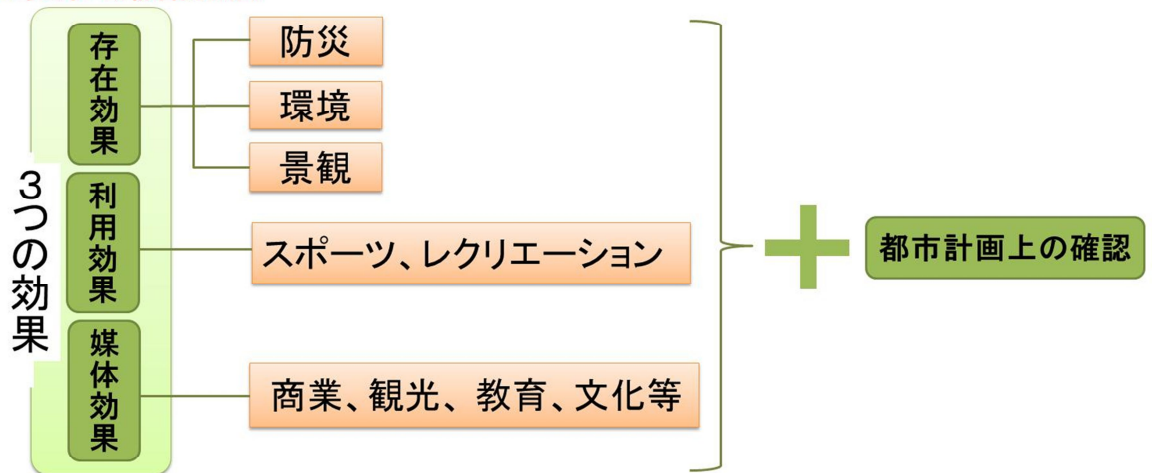 3つの効果
存在効果
防災
環境
景観
利用効果
スポーツ、レクリエーション
媒体効果
商業、観光、教育、文化等
都市計画上の確認